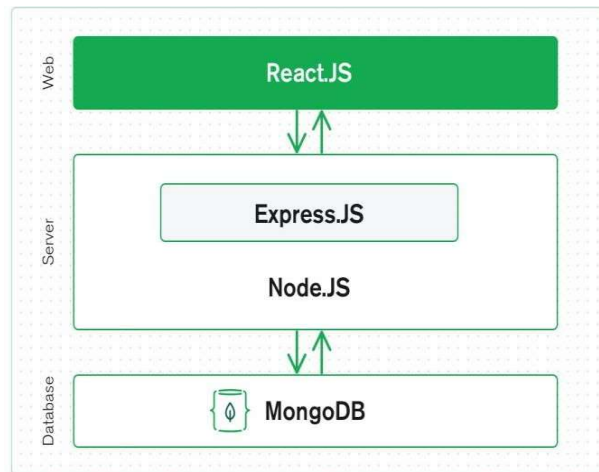 Web
React.JS
Server
Express.JS
Node.JS
Database
MongoDB